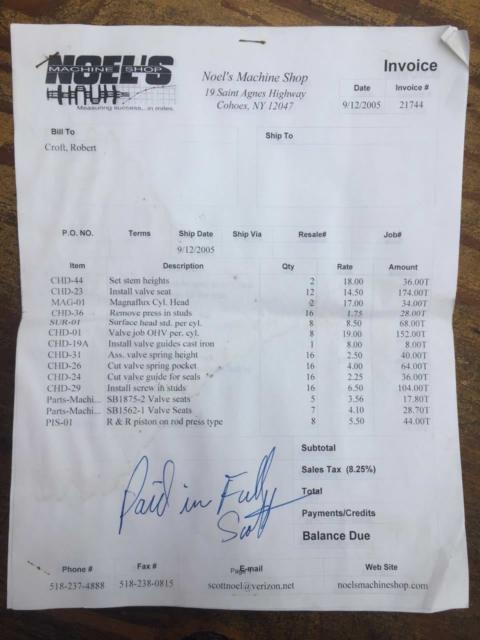 Invoice
NOEL'S
MACHINE SHOP
Measuring success...in miles.
Noel's Machine Shop
19 Saint Agnes Highway
Cohoes, NY 12047
Date Invoice #
9/12/2005 21744
Bill To Ship To
Croft, Robert
P.O. NO. Terms Ship Date Ship Via Resale# Job#
9/12/2005
Item Description Qty Rate Amount
CHD-44 Set stem heights 2 18.00 36.00T
CHD-23 Install valve seat 12 14.50 174.00T
MAG-01 Magnaflux Cyl. Head 2 17.00 34.00T
CHD-36 Remove press in studs 16 1.75 28.00T
SUR-01 Surface head std. per cyl. 8 8.50 68.00T
CHD-01 Valve job OHV per. cyl. 8 19.00 152.00T
CHD-19A Install valve guides cast iron 1 8.00 8.00T
CHD-31 Ass. valve spring height 16 2.50 40.00T
CHD-26 Cut valve spring pocket 16 4.00 64.00T
CHD-24 Cut valve guide for seals 16 2.25 36.00T
CHD-29 Install screw in studs 16 6.50 104.00T
Parts-Machi... SB1875-2 Valve seats 5 3.56 17.80T
Parts-Machi... SB1562-1 Valve Seats 7 4.10 28.70T
PIS-01 R & R piston on rod press type 8 5.50 44.00T
Subtotal
Sales Tax (8.25%)
Total
Payments/Credits
Balance Due
Paid in Full
Scott
Phone # Fax # E-mail Web Site
Page
518-237-4888 518-238-0815 scottnoel@verizon.net noelsmachineshop.com